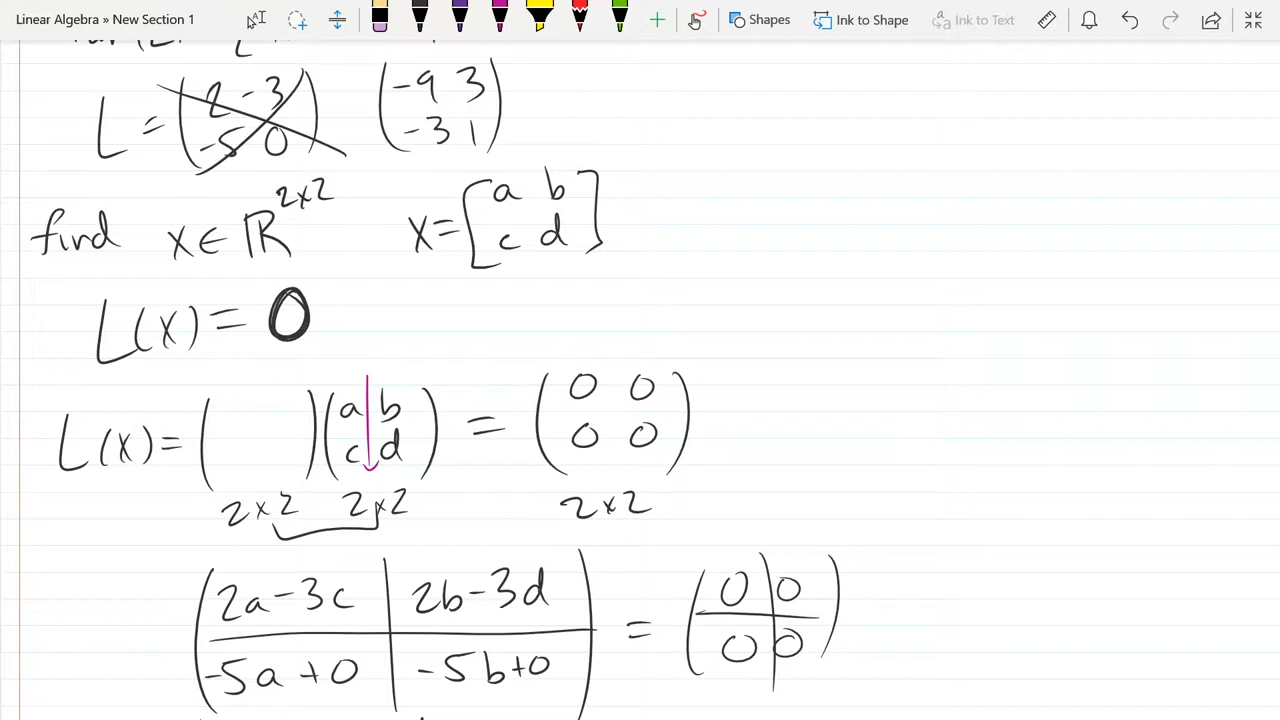 Linear Algebra » New Section 1
Shapes
Ink to Shape
Ink to Text
L = (2 -3 -5 0) (-9 3 -3 1)
find x ∈ ℝ^{2x2} x = [a b c d]
L(x) = 0
L(x) = ( )(a b c d) = (0 0 0 0)
2x2 2x2 2x2
(2a-3c 2b-3d -5a+0 -5b+0) = (0 0 0 0)